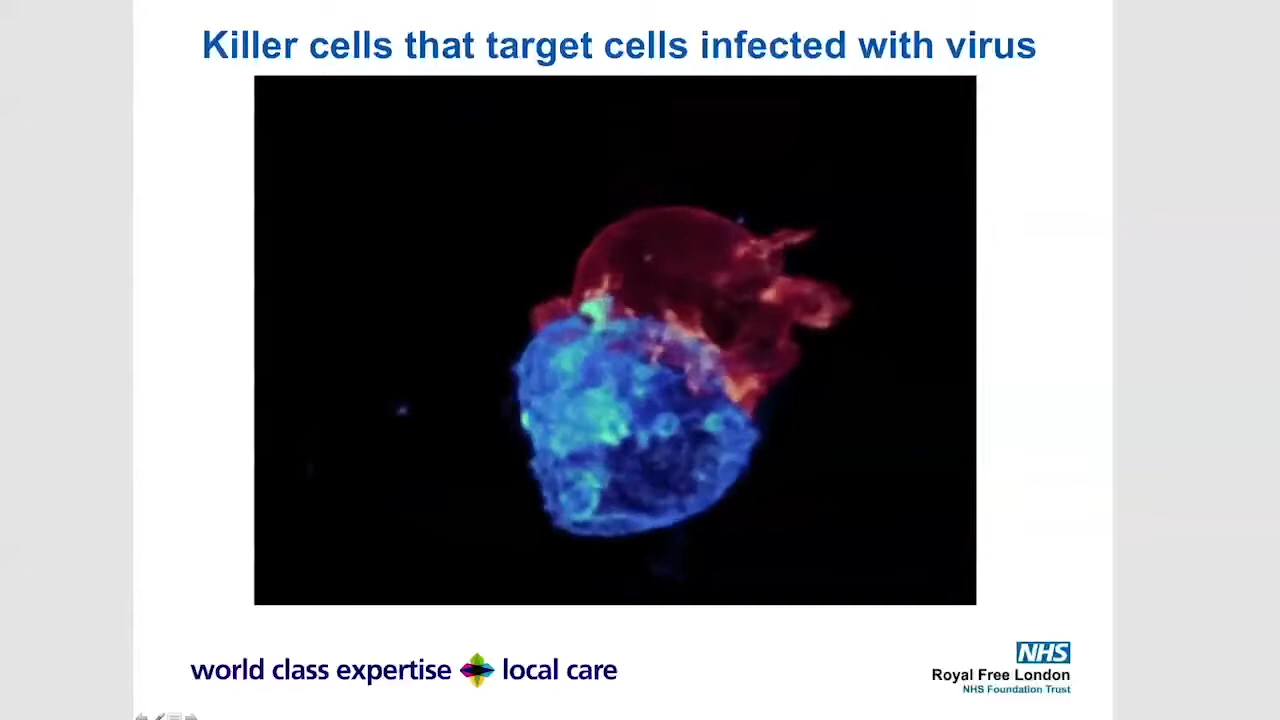 Killer cells that target cells infected with virus
world class expertise local care
NHS
Royal Free London
NHS Foundation Trust